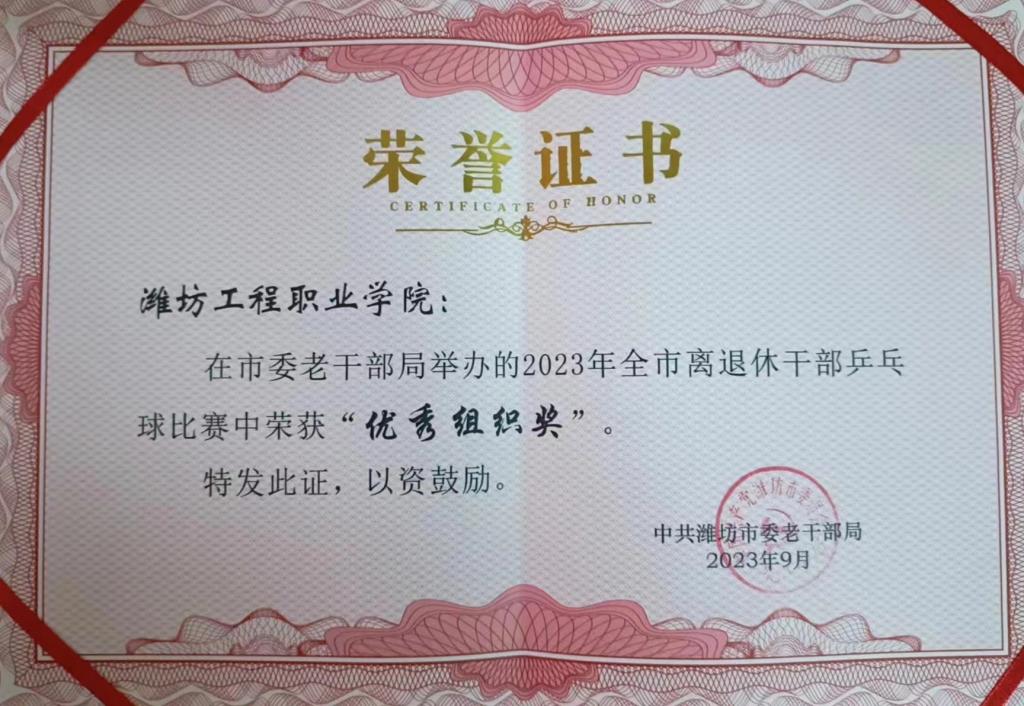 荣誉证书
CERTIFICATE OF HONOR
潍坊工程职业学院：
在市委老干部局举办的2023年全市离退休干部乒乓
球比赛中荣获“优秀组织奖”。
特发此证，以资鼓励。
中共潍坊市委老干部局
2023年9月